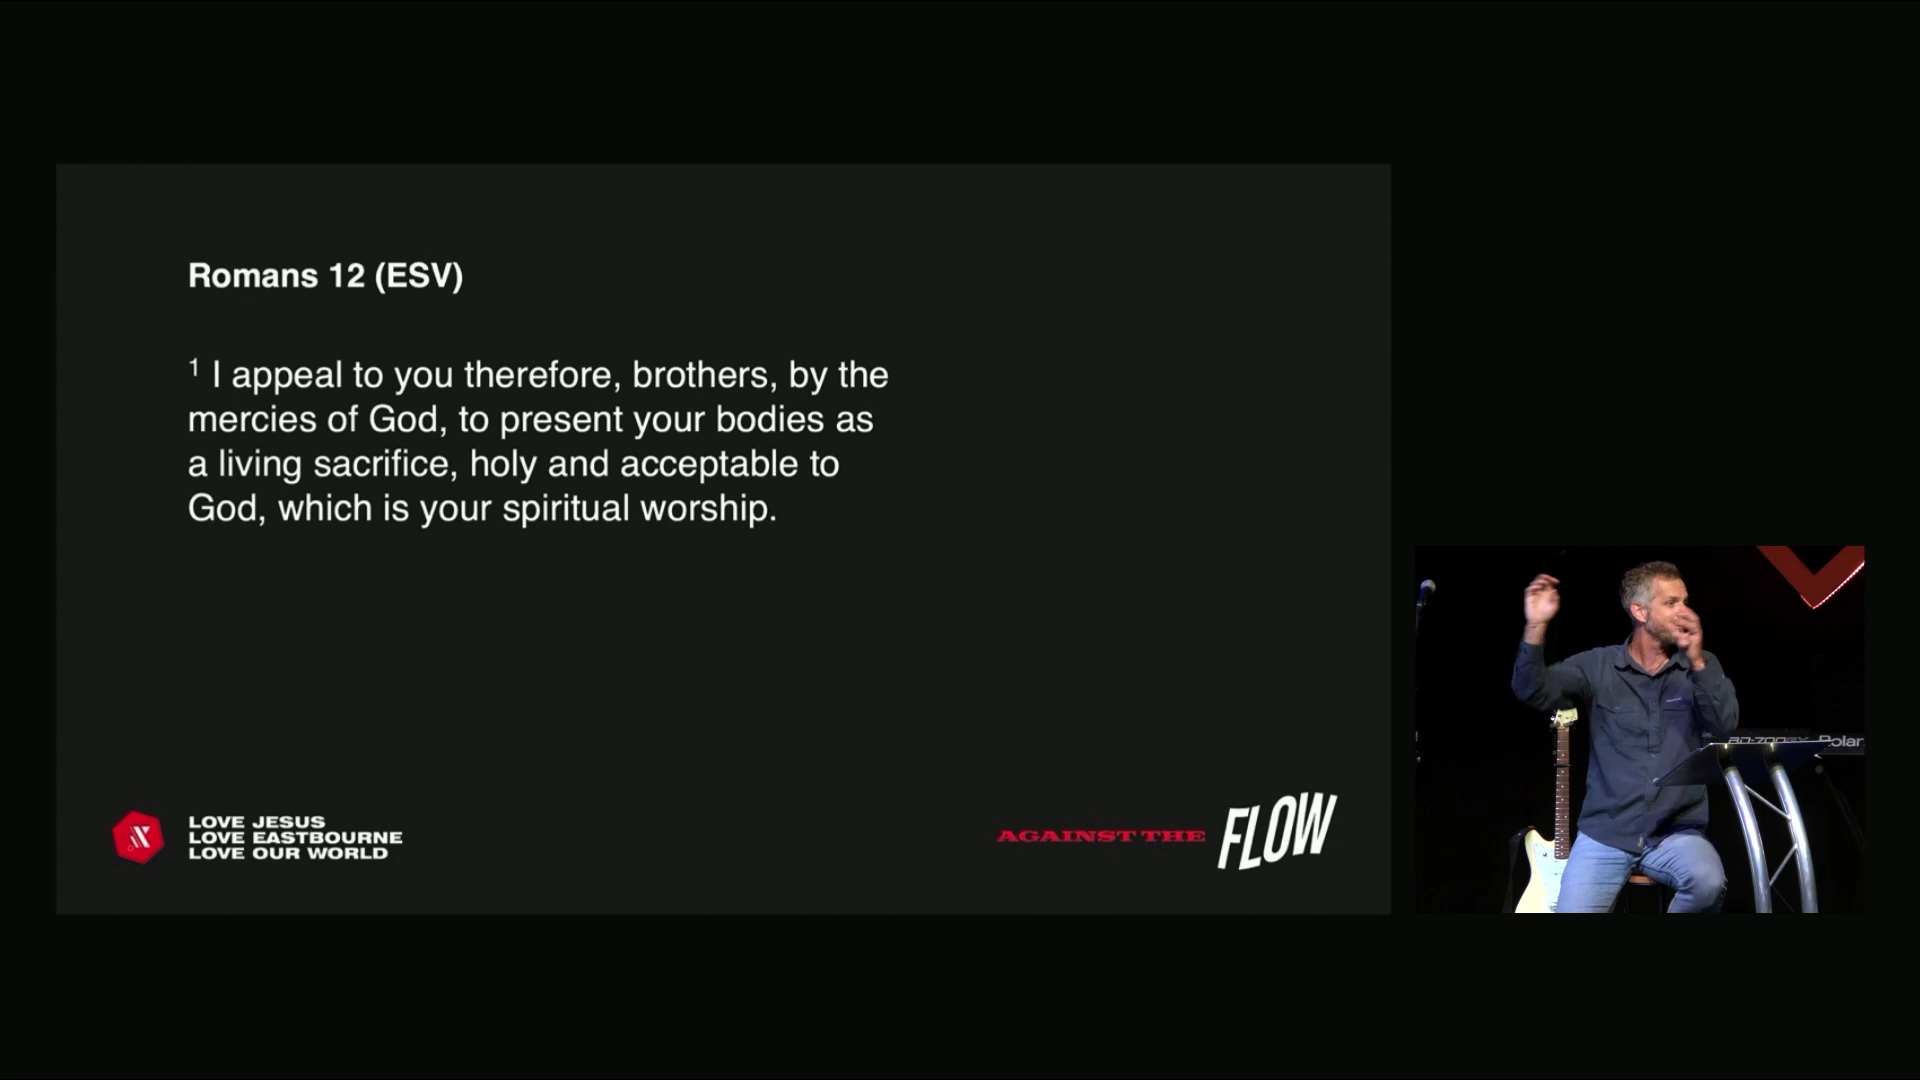 Romans 12 (ESV)
1 I appeal to you therefore, brothers, by the
mercies of God, to present your bodies as
a living sacrifice, holy and acceptable to
God, which is your spiritual worship.
LOVE JESUS
LOVE EASTBOURNE
LOVE OUR WORLD
AGAINST THE
FLOW